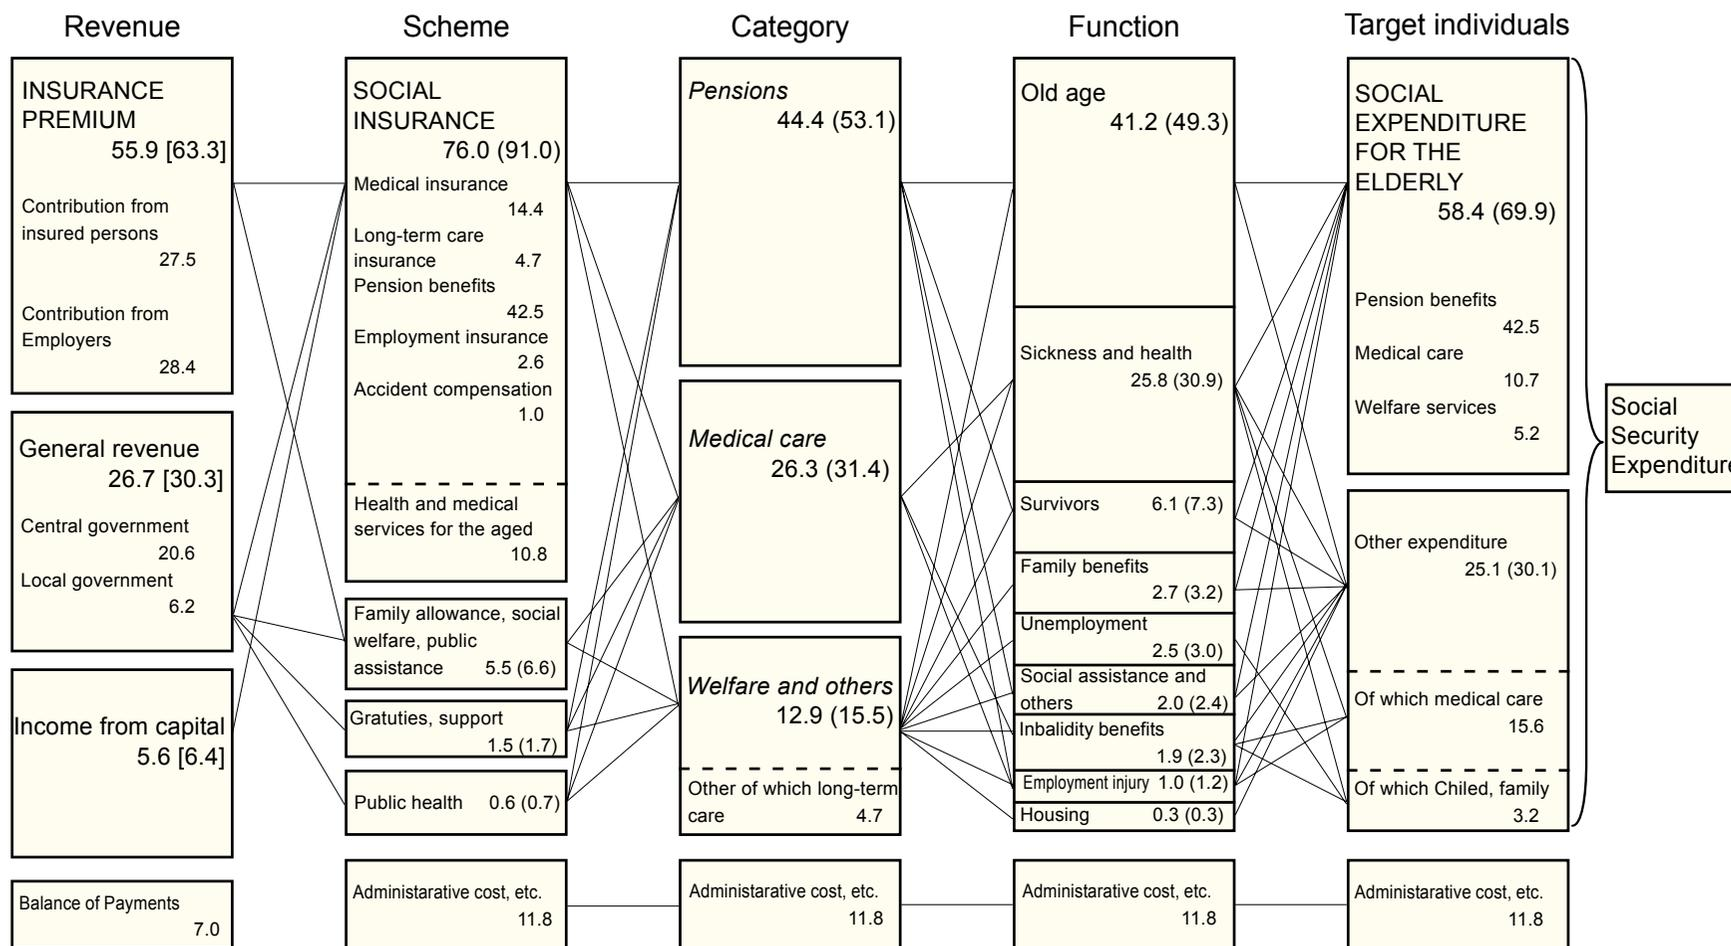 Revenue
Scheme
Category
Function
Target individuals
INSURANCE
PREMIUM
55.9 [63.3]
Contribution from
insured persons
27.5
Contribution from
Employers
28.4
General revenue
26.7 [30.3]
Central government
20.6
Local government
6.2
Income from capital
5.6 [6.4]
Balance of Payments
7.0
SOCIAL
INSURANCE
76.0 (91.0)
Medical insurance
14.4
Long-term care
insurance 4.7
Pension benefits
42.5
Employment insurance
2.6
Accident compensation
1.0
Health and medical
services for the aged
10.8
Family allowance, social
welfare, public
assistance 5.5 (6.6)
Gratuties, support
1.5 (1.7)
Public health 0.6 (0.7)
Administarative cost, etc.
11.8
Pensions
44.4 (53.1)
Medical care
26.3 (31.4)
Welfare and others
12.9 (15.5)
Other of which long-term
care 4.7
Administarative cost, etc.
11.8
Old age
41.2 (49.3)
Sickness and health
25.8 (30.9)
Survivors 6.1 (7.3)
Family benefits
2.7 (3.2)
Unemployment
2.5 (3.0)
Social assistance and
others 2.0 (2.4)
Inbalidity benefits
1.9 (2.3)
Employment injury 1.0 (1.2)
Housing 0.3 (0.3)
Administarative cost, etc.
11.8
SOCIAL
EXPENDITURE
FOR THE
ELDERLY
58.4 (69.9)
Pension benefits
42.5
Medical care
10.7
Welfare services
5.2
Other expenditure
25.1 (30.1)
Of which medical care
15.6
Of which Chiled, family
3.2
Administarative cost, etc.
11.8
Social
Security
Expenditure